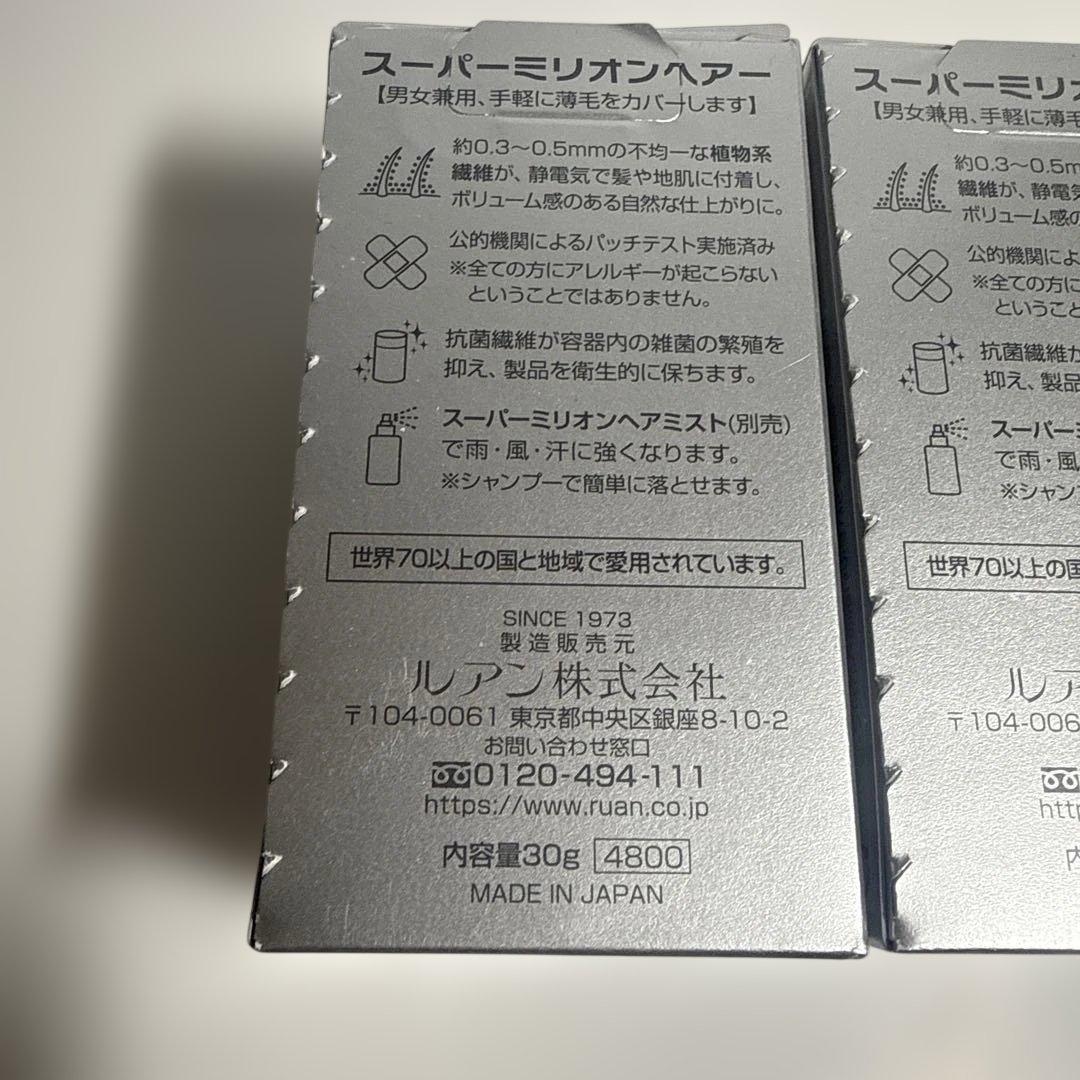 スーパーミリオンヘアー
【男女兼用、手軽に薄毛をカバーします】
約0.3〜0.5mmの不均一な植物系
繊維が、静電気で髪や地肌に付着し、
ボリューム感のある自然な仕上がりに。
公的機関によるパッチテスト実施済み
※全ての方にアレルギーが起こらない
ということではありません。
抗菌繊維が容器内の雑菌の繁殖を
抑え、製品を衛生的に保ちます。
スーパーミリオンヘアミスト(別売)
で雨・風・汗に強くなります。
※シャンプーで簡単に落とせます。
世界70以上の国と地域で愛用されています。
SINCE 1973
製造販売元
ルアン株式会社
〒104-0061 東京都中央区銀座8-10-2
お問い合わせ窓口
0120-494-111
https://www.ruan.co.jp
内容量30g 4800
MADE IN JAPAN
スーパーミリオ
【男女兼用、手軽に薄毛
約0.3〜0.5m
繊維が、静電気
ボリューム感の
公的機関によ
※全ての方に
ということ
抗菌繊維が
抑え、製品
スーパーミ
で雨・風
※シャン
世界70以上の国
ルア
〒104-006
http
内